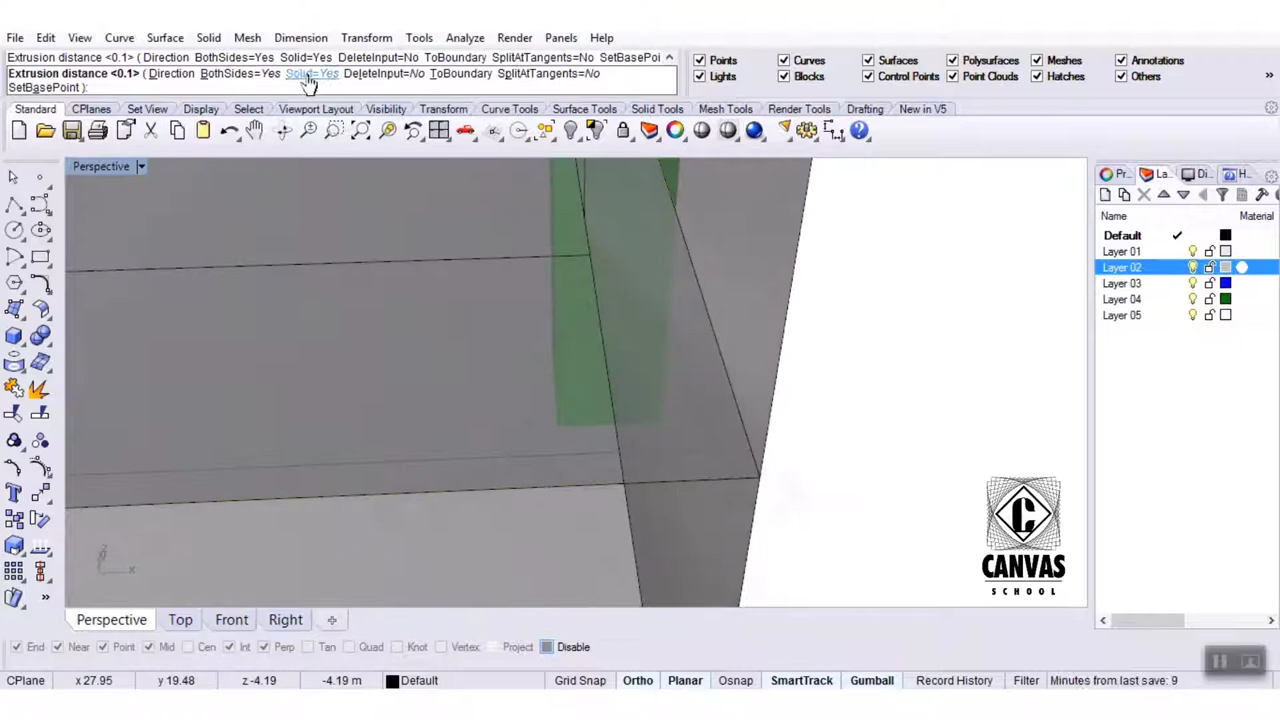 File Edit View Curve Surface Solid Mesh Dimension Transform Tools Analyze Render Panels Help
Extrusion distance <0.1> ( Direction BothSides=Yes Solid=Yes DeleteInput=No ToBoundary SplitAtTangents=No SetBasePoi
Extrusion distance <0.1> ( Direction BothSides=Yes Solid=Yes DeleteInput=No ToBoundary SplitAtTangents=No
SetBasePoint ):
Points Curves Surfaces Polysurfaces Meshes Annotations
Lights Blocks Control Points Point Clouds Hatches Others
Standard CPlanes Set View Display Select Viewport Layout Visibility Transform Curve Tools Surface Tools Solid Tools Mesh Tools Render Tools Drafting New in V5
Perspective
Pr... La... Di... H...
Name Material
Default
Layer 01
Layer 02
Layer 03
Layer 04
Layer 05
z
x
CANVAS
SCHOOL
Perspective Top Front Right
End Near Point Mid Cen Int Perp Tan Quad Knot Vertex Project Disable
CPlane x 27.95 y 19.48 z -4.19 -4.19 m Default Grid Snap Ortho Planar Osnap SmartTrack Gumball Record History Filter Minutes from last save: 9